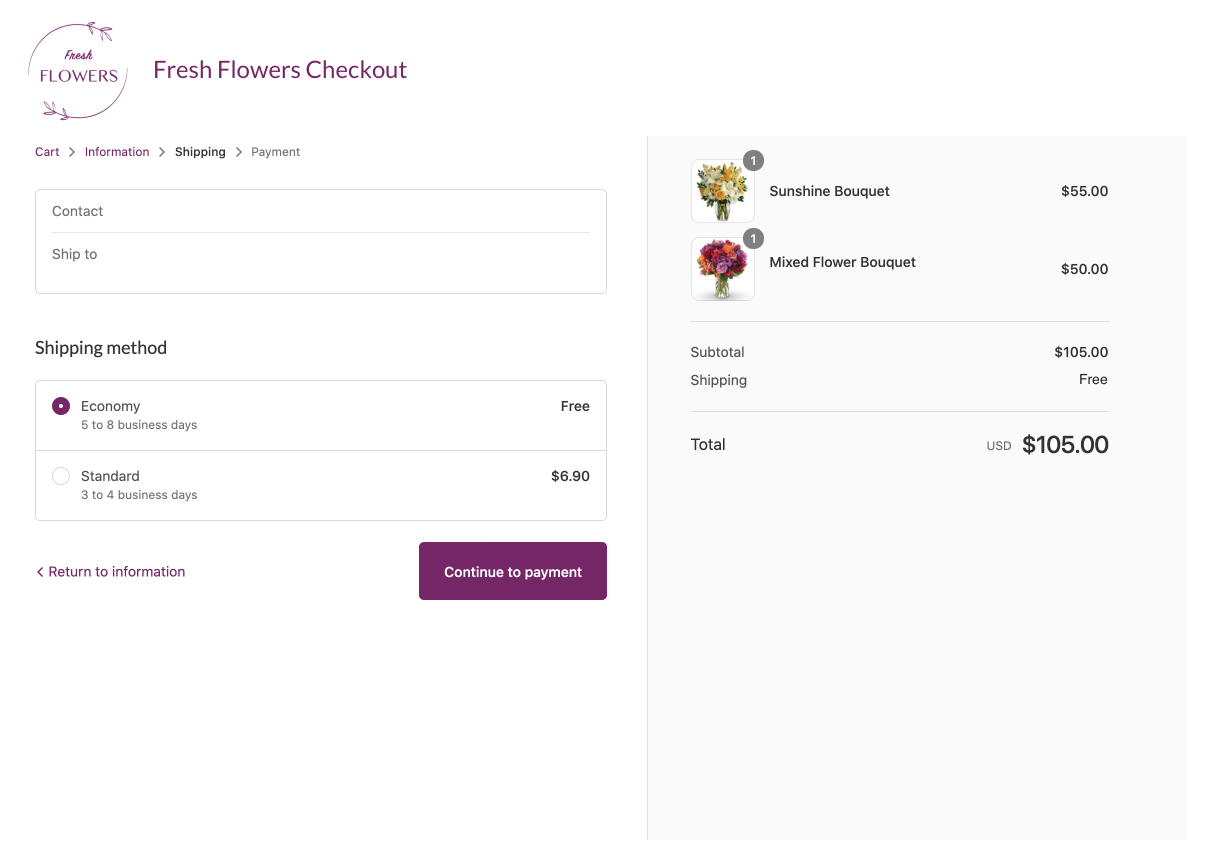 Fresh
FLOWERS
Fresh Flowers Checkout
Cart > Information > Shipping > Payment
Contact
Ship to
Shipping method
Economy Free
5 to 8 business days
Standard $6.90
3 to 4 business days
< Return to information
Continue to payment
1
Sunshine Bouquet $55.00
1
Mixed Flower Bouquet $50.00
Subtotal $105.00
Shipping Free
Total USD $105.00